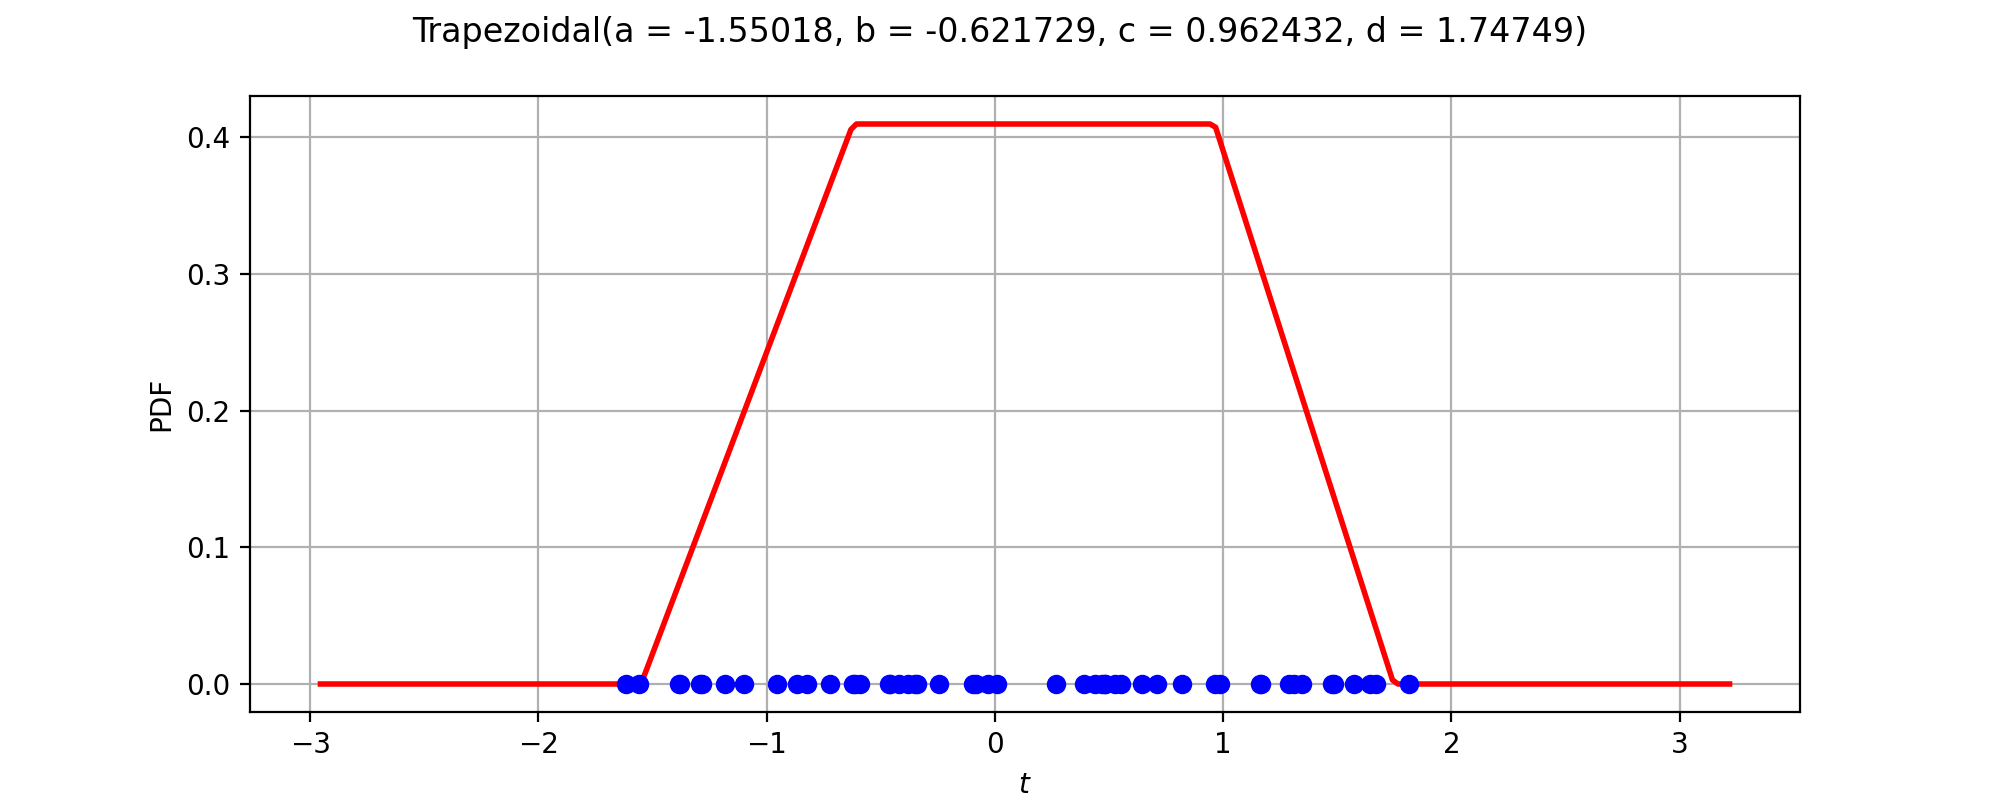 Trapezoidal(a = -1.55018, b = -0.621729, c = 0.962432, d = 1.74749)
0.4
0.3
0.2
0.1
0.0
PDF
−3 −2 −1 0 1 2 3
t